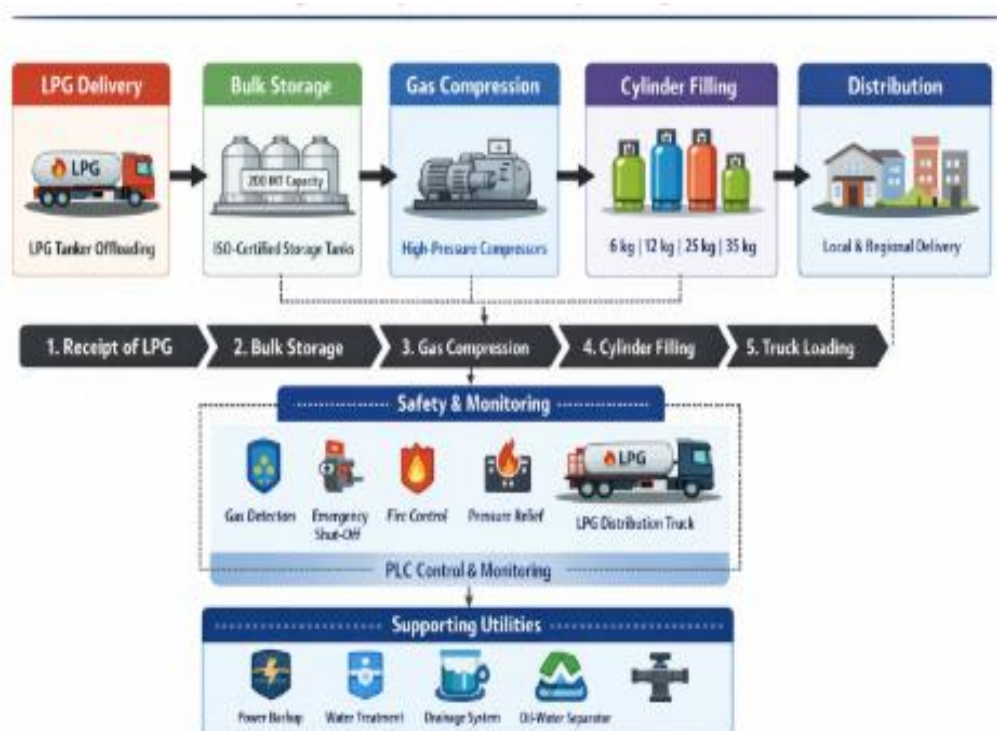 LPG Delivery
LPG
LPG Tanker Offloading
Bulk Storage
200 MT Capacity
ISO-Certified Storage Tanks
Gas Compression
High-Pressure Compressors
Cylinder Filling
6 kg | 12 kg | 25 kg | 35 kg
Distribution
Local & Regional Delivery
1. Receipt of LPG
2. Bulk Storage
3. Gas Compression
4. Cylinder Filling
5. Truck Loading
Safety & Monitoring
Gas Detectors
Emergency
Shut-Off
Fire Control
Pressure Relief
LPG
LPG Distribution Truck
PLC Control & Monitoring
Supporting Utilities
Power Backup
Water Treatment
Drainage System
Oil-Water Separator